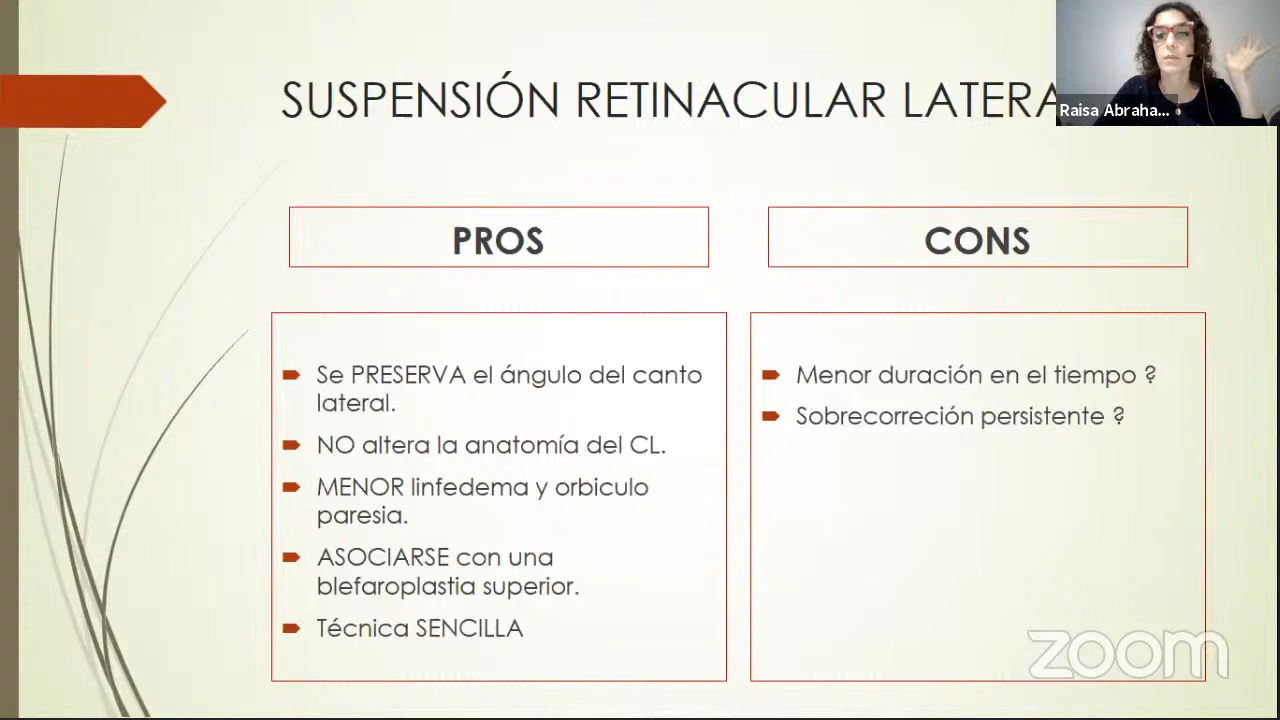 SUSPENSIÓN RETINACULAR LATERA
Raisa Abraha...
PROS
CONS
Se PRESERVA el ángulo del canto
lateral.
NO altera la anatomía del CL.
MENOR linfedema y orbiculo
paresia.
ASOCIARSE con una
blefaroplastia superior.
Técnica SENCILLA
Menor duración en el tiempo ?
Sobrecorreción persistente ?
zoom